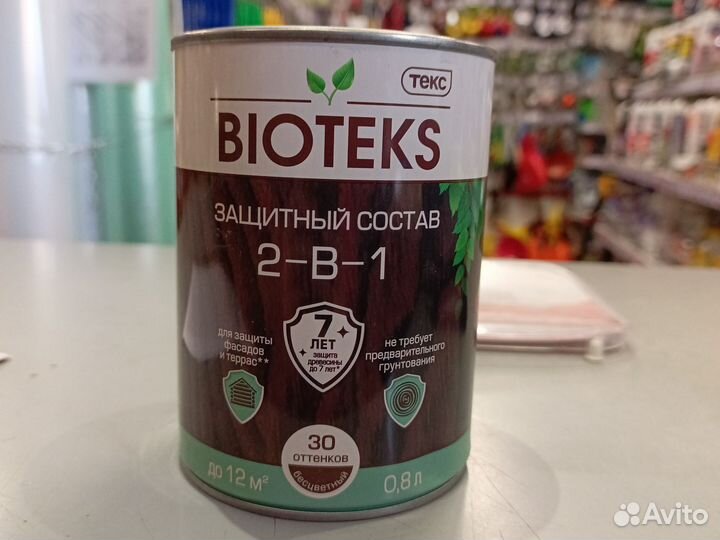 текс
BIOTEKS
ЗАЩИТНЫЙ СОСТАВ
2-В-1
для защиты
фасадов
и террас**
7
ЛЕТ
защита
древесины
до 7 лет*
не требует
предварительного
грунтования
30
оттенков
бесцветный
до 12 м²
0,8 л
Avito